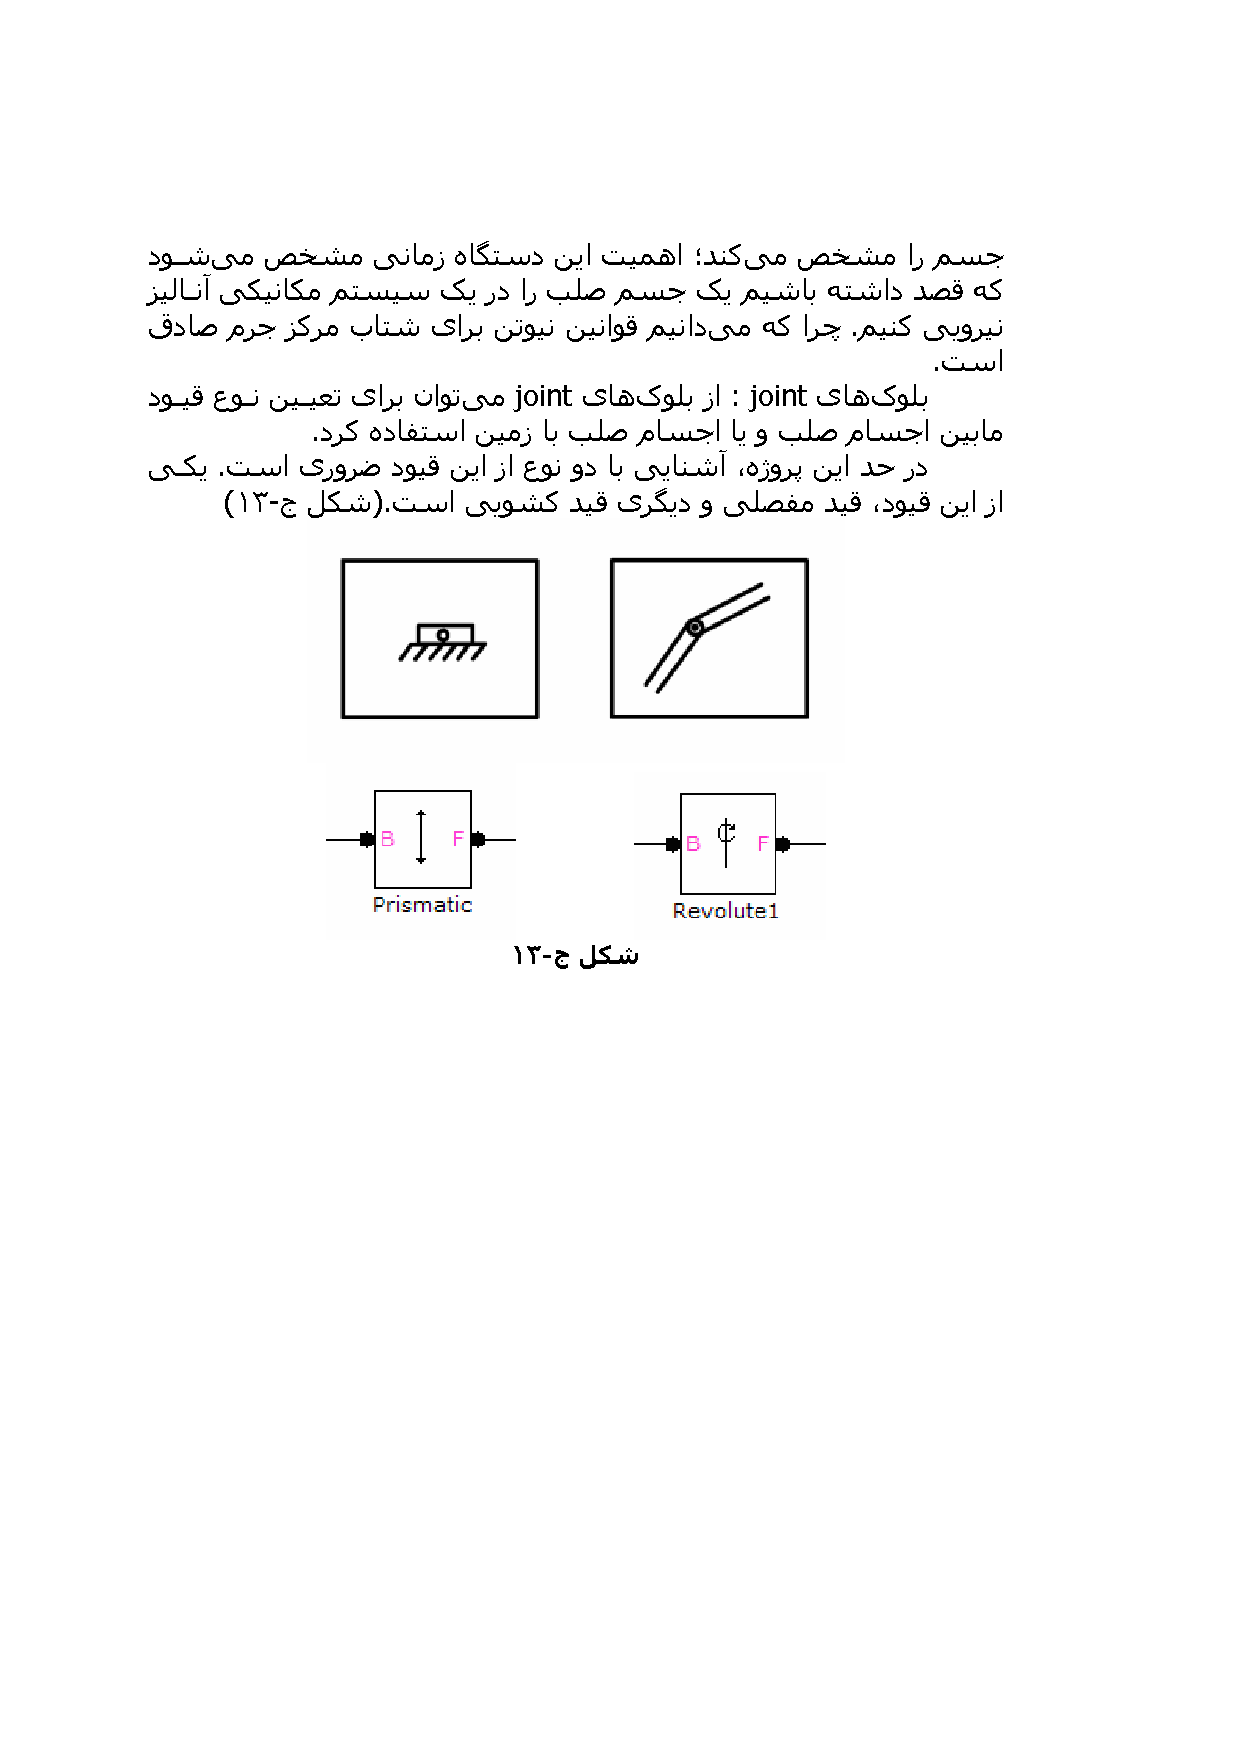 جسم را مشخص می‌کند؛ اهمیت این دستگاه زمانی مشخص می‌شود
که قصد داشته باشیم یک جسم صلب را در یک سیستم مکانیکی آنالیز
نیرویی کنیم. چرا که می‌دانیم قوانین نیوتن برای شتاب مرکز جرم صادق
است.
بلوک‌های joint : از بلوک‌های joint می‌توان برای تعیین نوع قیود
مابین اجسام صلب و یا اجسام صلب با زمین استفاده کرد.
در حد این پروژه، آشنایی با دو نوع از این قیود ضروری است. یکی
از این قیود، قید مفصلی و دیگری قید کشویی است.(شکل ج-۱۳)
B F B F
Prismatic Revolute1
شکل ج-۱۳